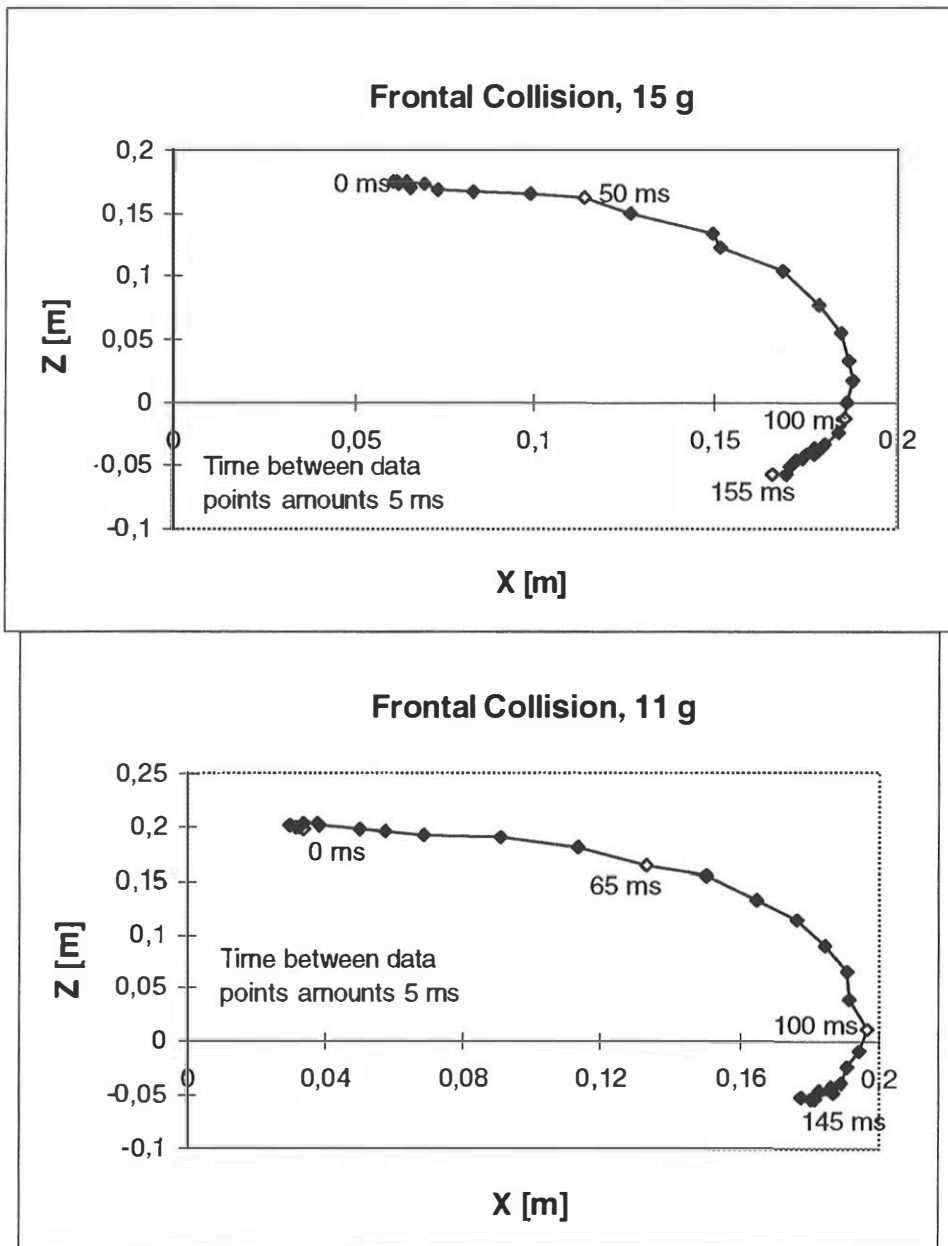 Frontal Collision, 15 g
0,2
0,15
0,1
0,05
0
-0,05
-0,1
Z [m]
0 ms
50 ms
100 ms
155 ms
0
0,05
0,1
0,15
0,2
Time between data
points amounts 5 ms
X [m]
Frontal Collision, 11 g
0,25
0,2
0,15
0,1
0,05
0
-0,05
-0,1
Z [m]
0 ms
65 ms
100 ms
145 ms
Time between data
points amounts 5 ms
0
0,04
0,08
0,12
0,16
0,2
X [m]